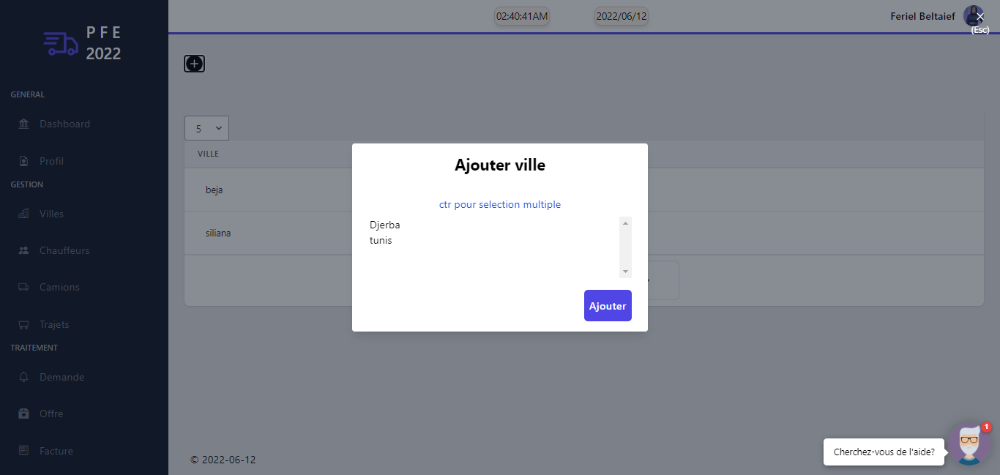 PFE
2022
02:40:41AM
2022/06/12
Feriel Beltaief
(Esc)
GENERAL
Dashboard
Profil
GESTION
Villes
Chauffeurs
Camions
Trajets
TRAITEMENT
Demande
Offre
Facture
5
VILLE
beja
siliana
Ajouter ville
ctr pour selection multiple
Djerba
tunis
Ajouter
© 2022-06-12
Cherchez-vous de l'aide?
1